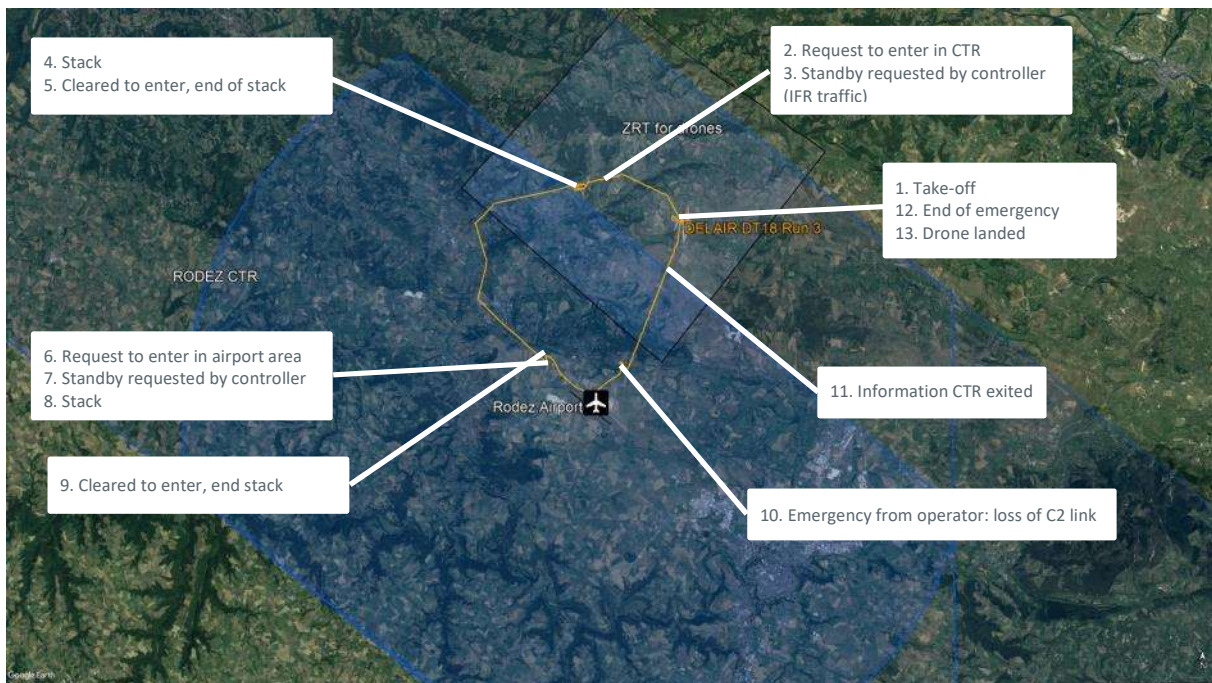 4. Stack
5. Cleared to enter, end of stack
2. Request to enter in CTR
3. Standby requested by controller
(IFR traffic)
ZRT for drones
1. Take-off
12. End of emergency
13. Drone landed
DELAIR DT18 Run 3
RODEZ CTR
6. Request to enter in airport area
7. Standby requested by controller
8. Stack
11. Information CTR exited
Rodez Airport
9. Cleared to enter, end stack
10. Emergency from operator: loss of C2 link
Google Earth